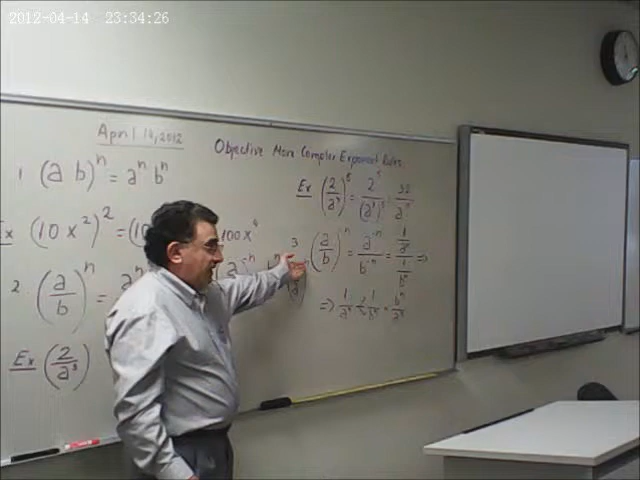 2012-04-14 23:34:26
April 14, 2012
Objective More Complex Exponent Rules
1 (a b)^n = a^n b^n
Ex (10 x^2)^2 = (10
100x^4
2. (a/b)^n = a^n
Ex (2/a^3)
Ex (2/a^3)^5 = 2^5/(a^3)^5 = 32/a^15
3 (a/b)^-n = a^-n/b^-n = 1/a^n / 1/b^n =>
=> 1/a^n ÷ 1/b^n = b^n/a^n